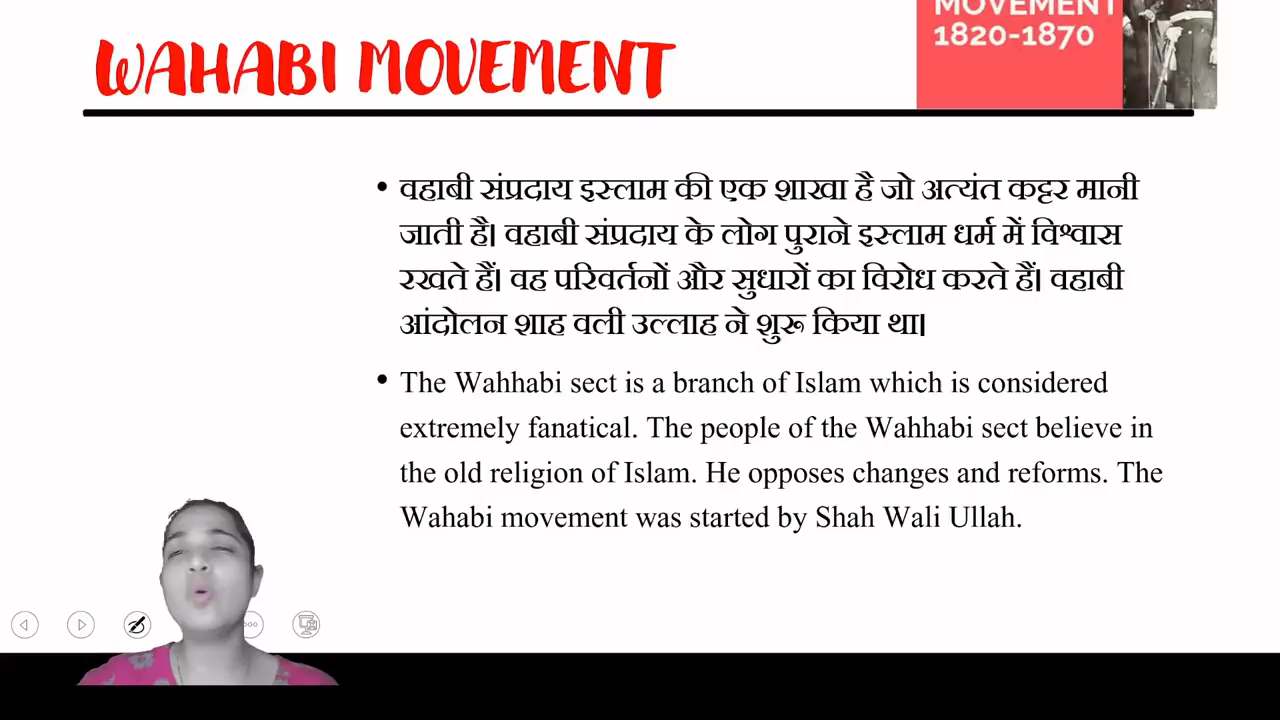 MOVEMENT
1820-1870
WAHABI MOVEMENT
• वहाबी संप्रदाय इस्लाम की एक शाखा है जो अत्यंत कट्टर मानी
जाती है। वहाबी संप्रदाय के लोग पुराने इस्लाम धर्म में विश्वास
रखते हैं। वह परिवर्तनों और सुधारों का विरोध करते हैं। वहाबी
आंदोलन शाह वली उल्लाह ने शुरू किया था।
• The Wahhabi sect is a branch of Islam which is considered
extremely fanatical. The people of the Wahhabi sect believe in
the old religion of Islam. He opposes changes and reforms. The
Wahabi movement was started by Shah Wali Ullah.